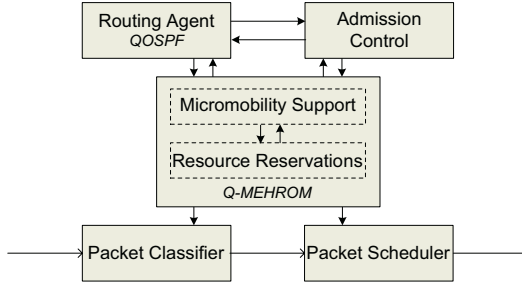 Routing Agent
QOSPF
Admission
Control
Micromobility Support
Resource Reservations
Q-MEHROM
Packet Classifier
Packet Scheduler